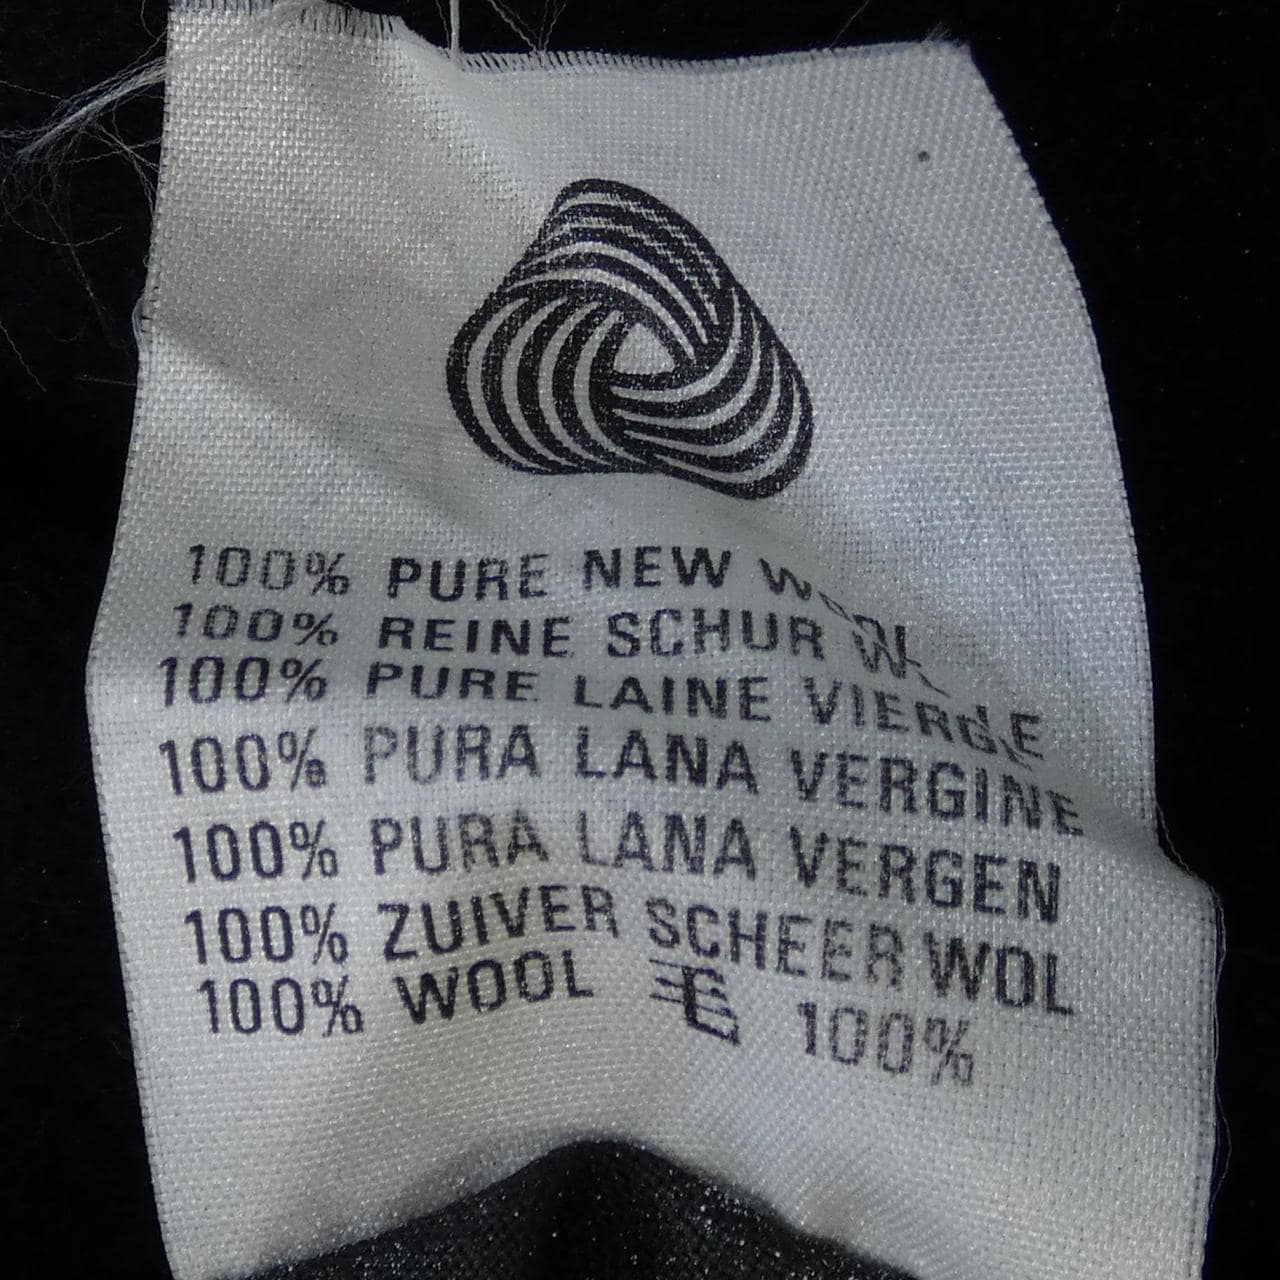 100% PURE NEW WOOL
100% REINE SCHUR
100% PURE LAINE VIERGE
100% PURA LANA VERGINE
100% PURA LANA VERGEN
100% ZUIVER SCHEER WOL
100% WOOL 毛 100%